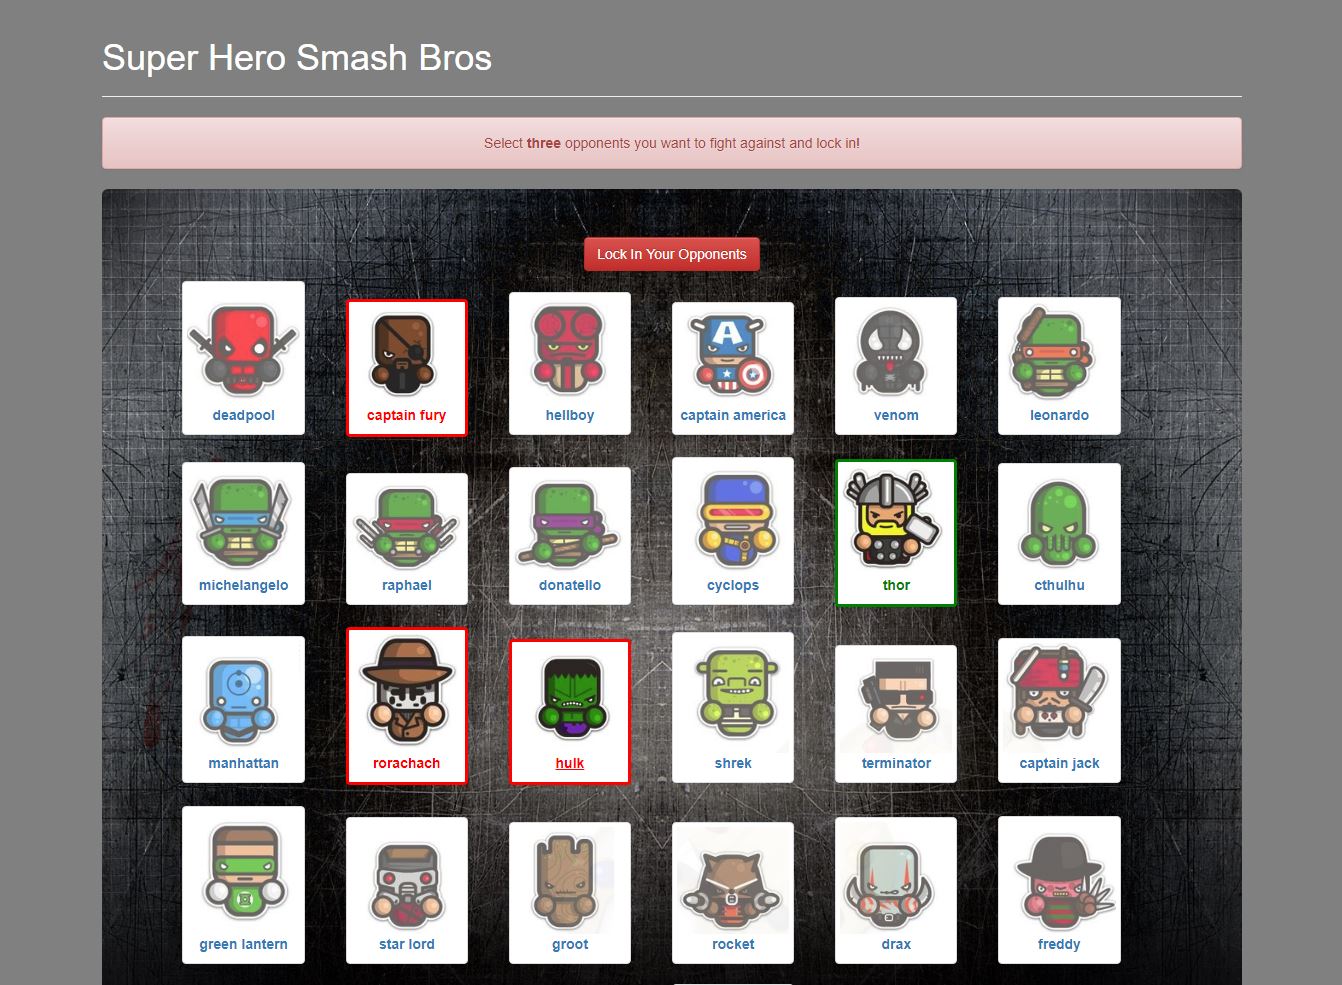 Super Hero Smash Bros
Select three opponents you want to fight against and lock in!
Lock In Your Opponents
deadpool
captain fury
hellboy
captain america
venom
leonardo
michelangelo
raphael
donatello
cyclops
thor
cthulhu
manhattan
rorachach
hulk
shrek
terminator
captain jack
green lantern
star lord
groot
rocket
drax
freddy